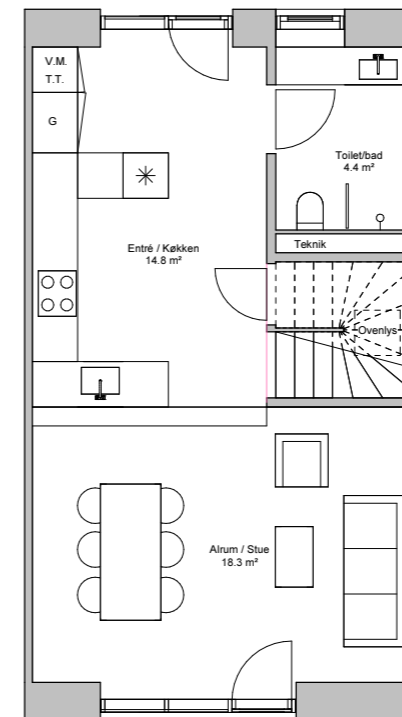 V.M.
T.T.
G
Toilet/bad
4.4 m²
Teknik
Entré / Køkken
14.8 m²
Ovenlys
Alrum / Stue
18.3 m²